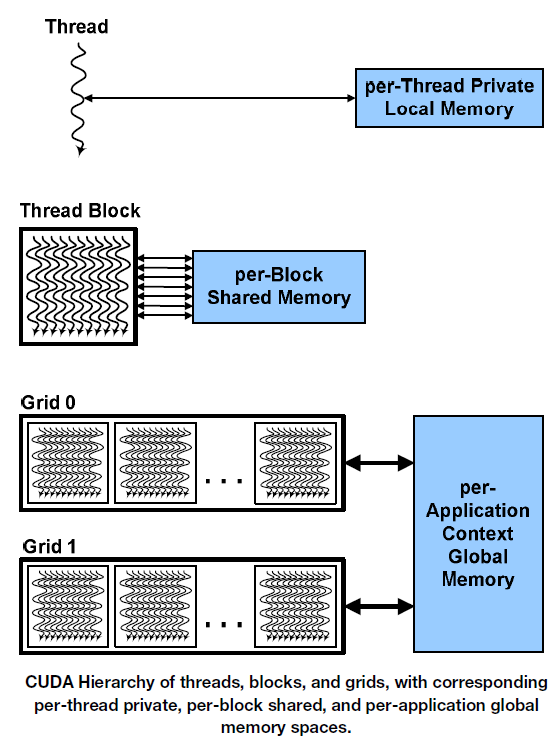 Thread
per-Thread Private
Local Memory
Thread Block
per-Block
Shared Memory
Grid 0
. . .
per-
Application
Context
Global
Memory
Grid 1
. . .
CUDA Hierarchy of threads, blocks, and grids, with corresponding
per-thread private, per-block shared, and per-application global
memory spaces.